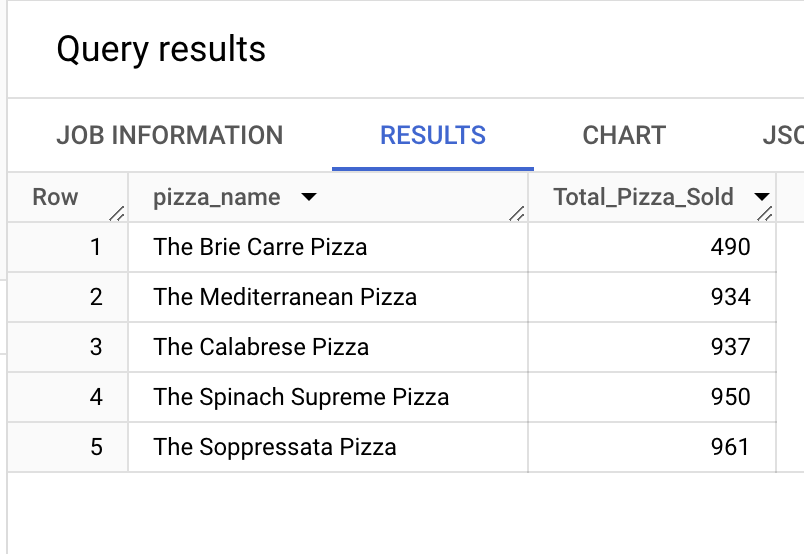 Query results
JOB INFORMATION RESULTS CHART JSO
Row pizza_name Total_Pizza_Sold
1 The Brie Carre Pizza 490
2 The Mediterranean Pizza 934
3 The Calabrese Pizza 937
4 The Spinach Supreme Pizza 950
5 The Soppressata Pizza 961